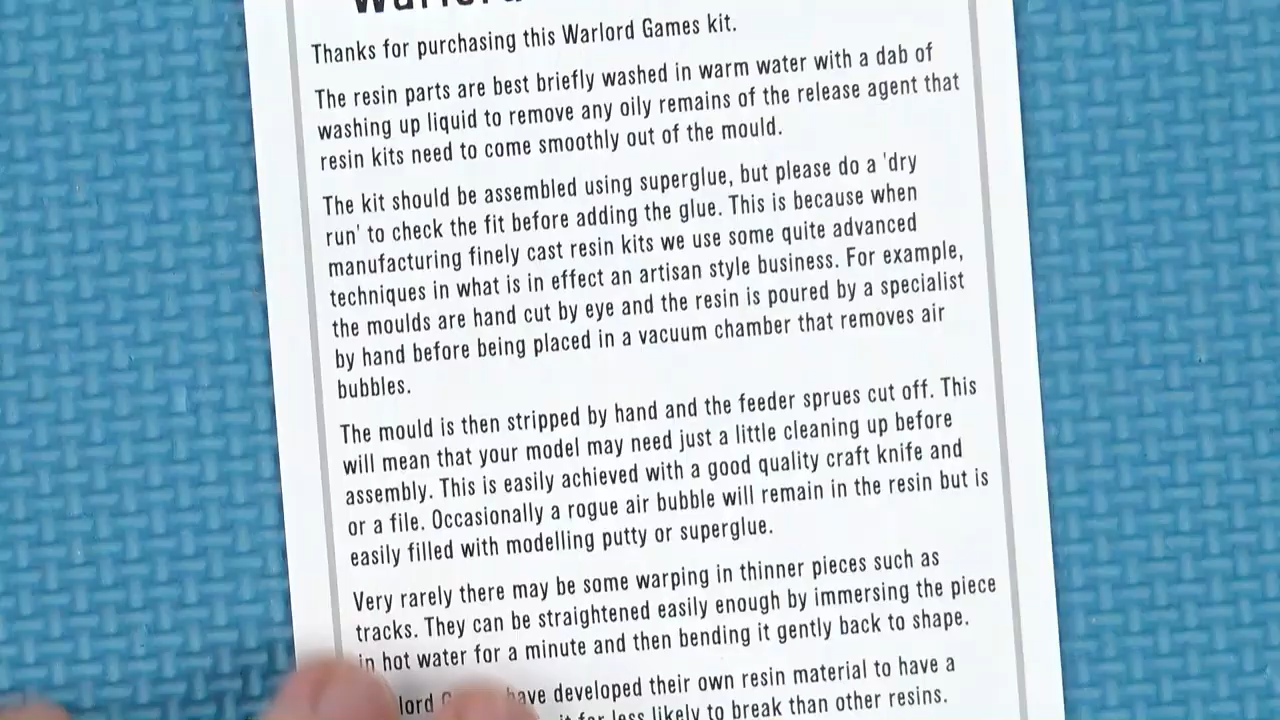 Thanks for purchasing this Warlord Games kit.
The resin parts are best briefly washed in warm water with a dab of
washing up liquid to remove any oily remains of the release agent that
resin kits need to come smoothly out of the mould.
The kit should be assembled using superglue, but please do a 'dry
run' to check the fit before adding the glue. This is because when
manufacturing finely cast resin kits we use some quite advanced
techniques in what is in effect an artisan style business. For example,
the moulds are hand cut by eye and the resin is poured by a specialist
by hand before being placed in a vacuum chamber that removes air
bubbles.
The mould is then stripped by hand and the feeder sprues cut off. This
will mean that your model may need just a little cleaning up before
assembly. This is easily achieved with a good quality craft knife and
or a file. Occasionally a rogue air bubble will remain in the resin but is
easily filled with modelling putty or superglue.
Very rarely there may be some warping in thinner pieces such as
tracks. They can be straightened easily enough by immersing the piece
in hot water for a minute and then bending it gently back to shape.
have developed their own resin material to have a
it far less likely to break than other resins.